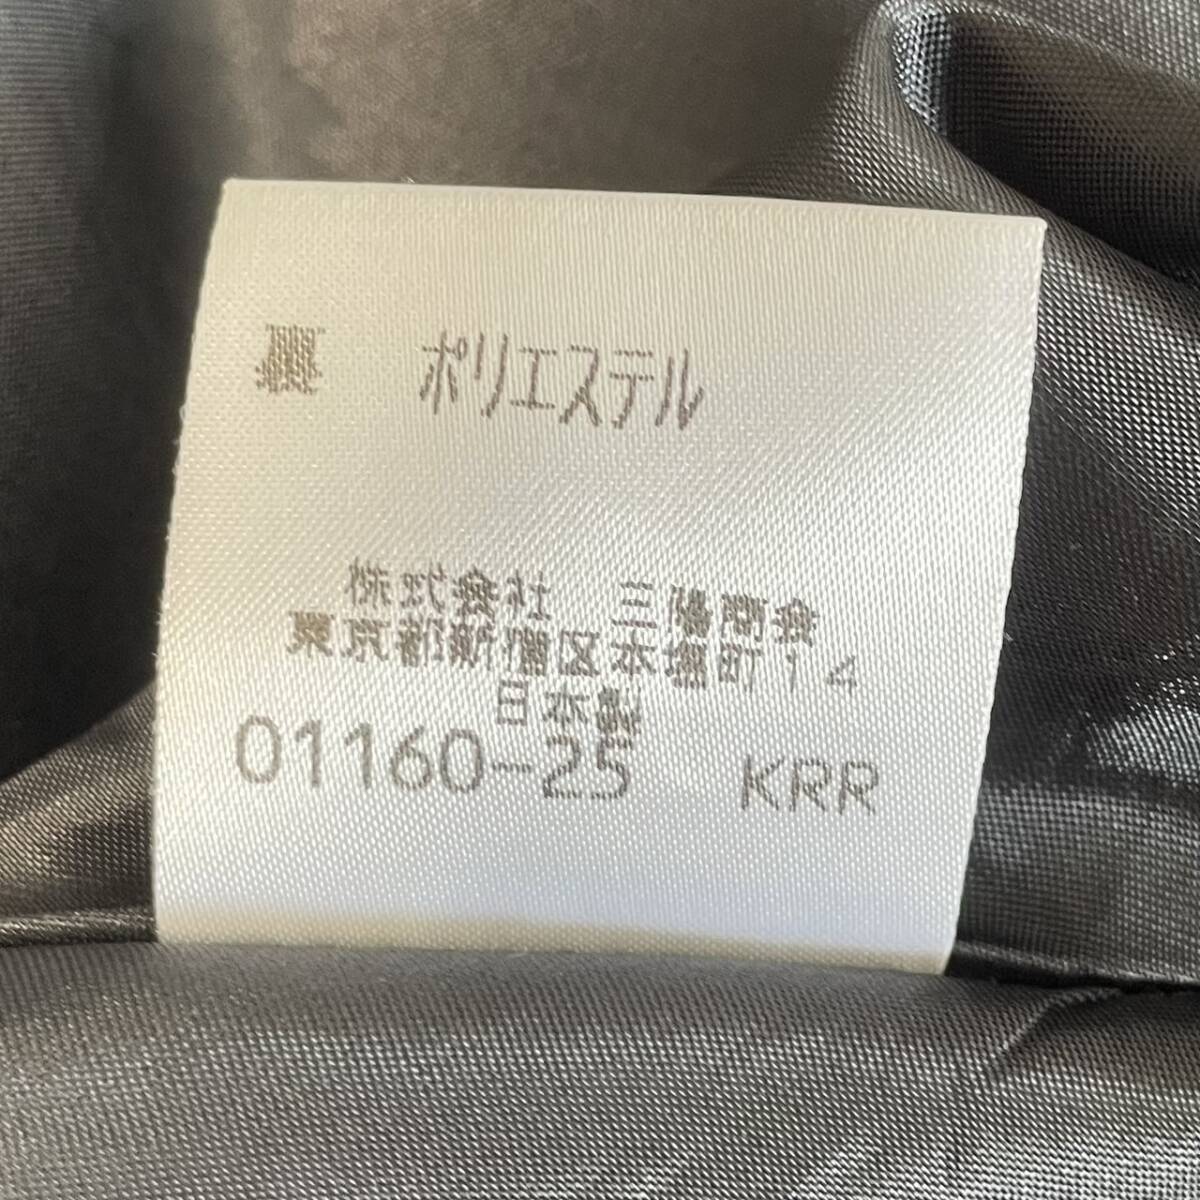 裏 ポリエステル
株式会社 三陽商会
東京都新宿区本塩町14
日本製
01160-25 KRR